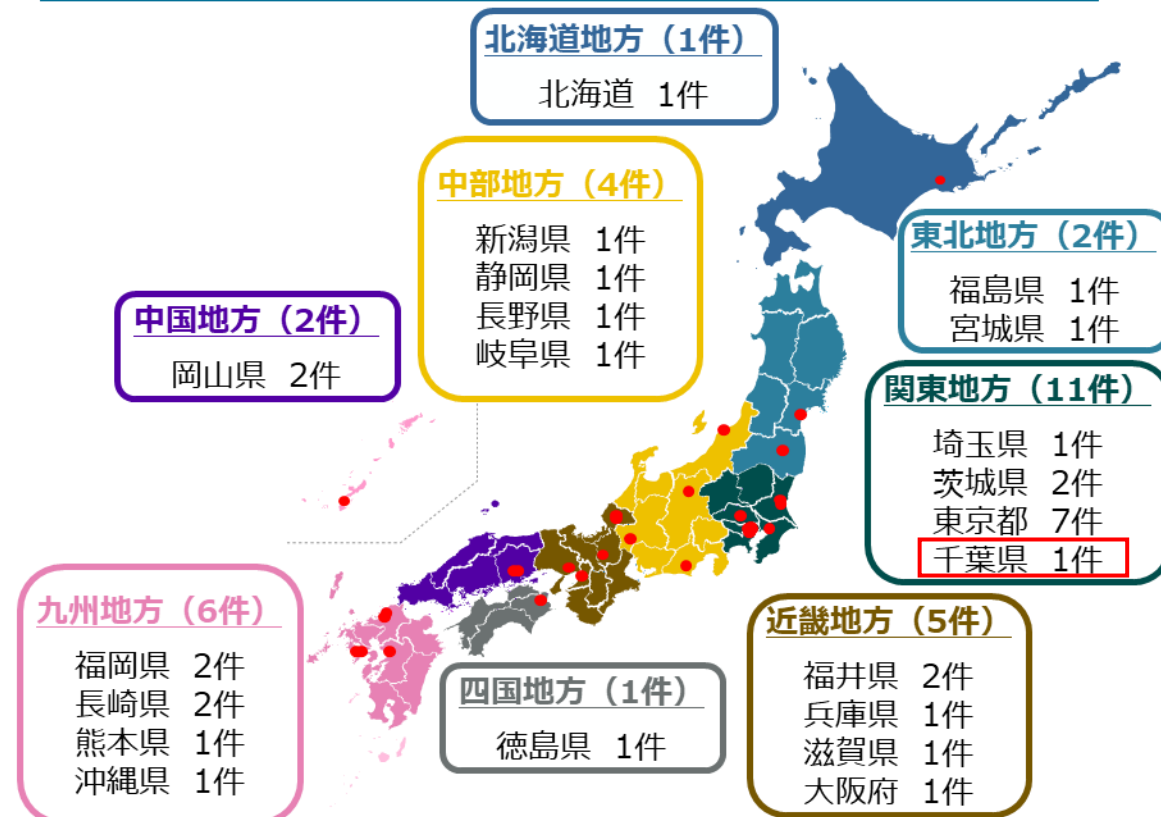 北海道地方（1件）
北海道 1件
中部地方（4件）
新潟県 1件
静岡県 1件
長野県 1件
岐阜県 1件
東北地方（2件）
福島県 1件
宮城県 1件
中国地方（2件）
岡山県 2件
関東地方（11件）
埼玉県 1件
茨城県 2件
東京都 7件
千葉県 1件
九州地方（6件）
福岡県 2件
長崎県 2件
熊本県 1件
沖縄県 1件
四国地方（1件）
徳島県 1件
近畿地方（5件）
福井県 2件
兵庫県 1件
滋賀県 1件
大阪府 1件